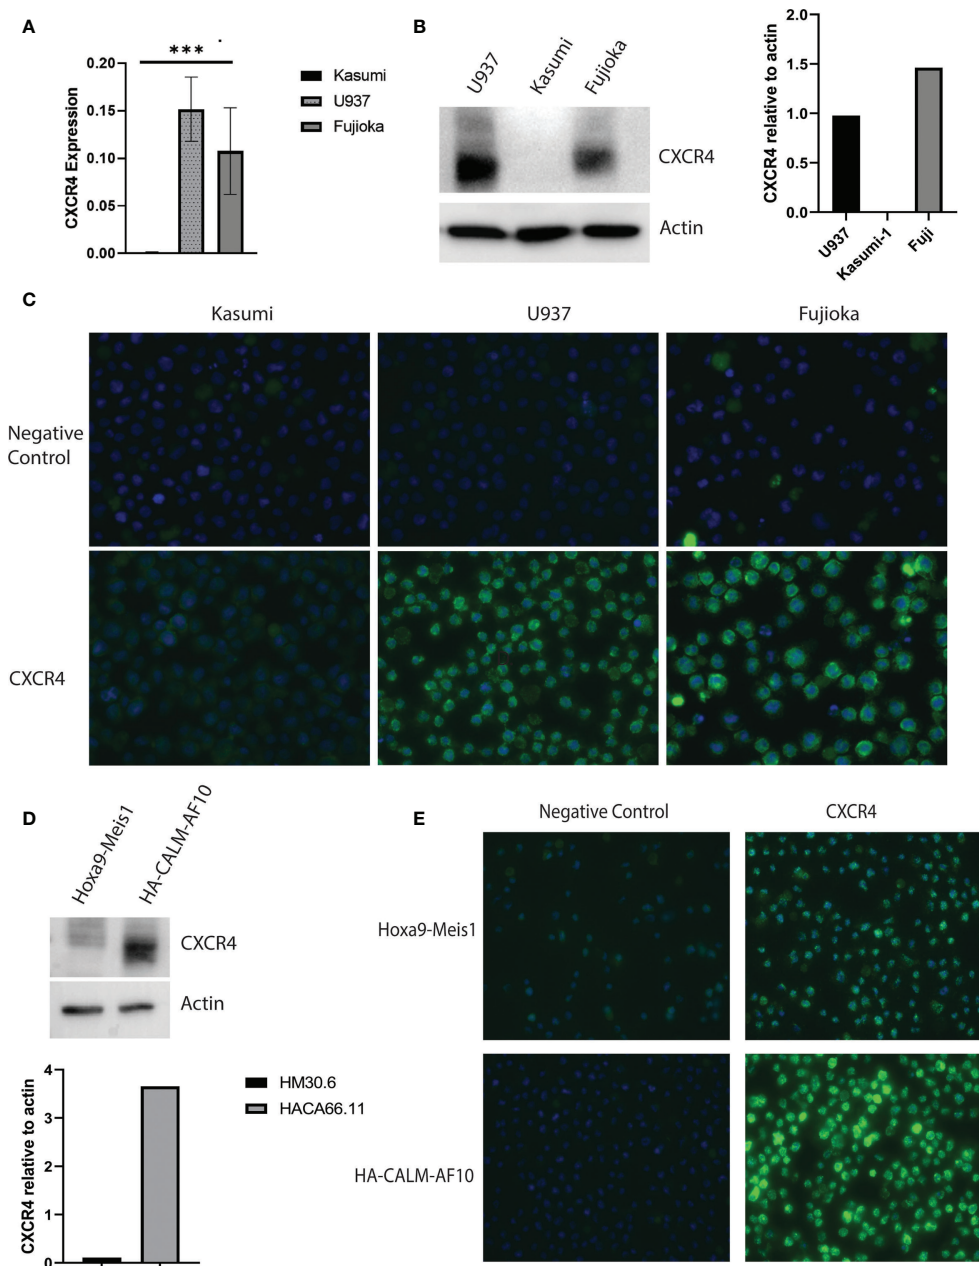 A
***
0.20
0.15
0.10
0.05
0.00
CXCR4 Expression
Kasumi
U937
Fujioka
B
U937
Kasumi
Fujioka
CXCR4
Actin
CXCR4 relative to actin
2.0
1.5
1.0
0.5
0.0
U937
Kasumi-1
Fuji
C
Kasumi
U937
Fujioka
Negative
Control
CXCR4
D
Hoxa9-Meis1
HA-CALM-AF10
CXCR4
Actin
CXCR4 relative to actin
4
3
2
1
0
HM30.6
HACA66.11
E
Negative Control
CXCR4
Hoxa9-Meis1
HA-CALM-AF10